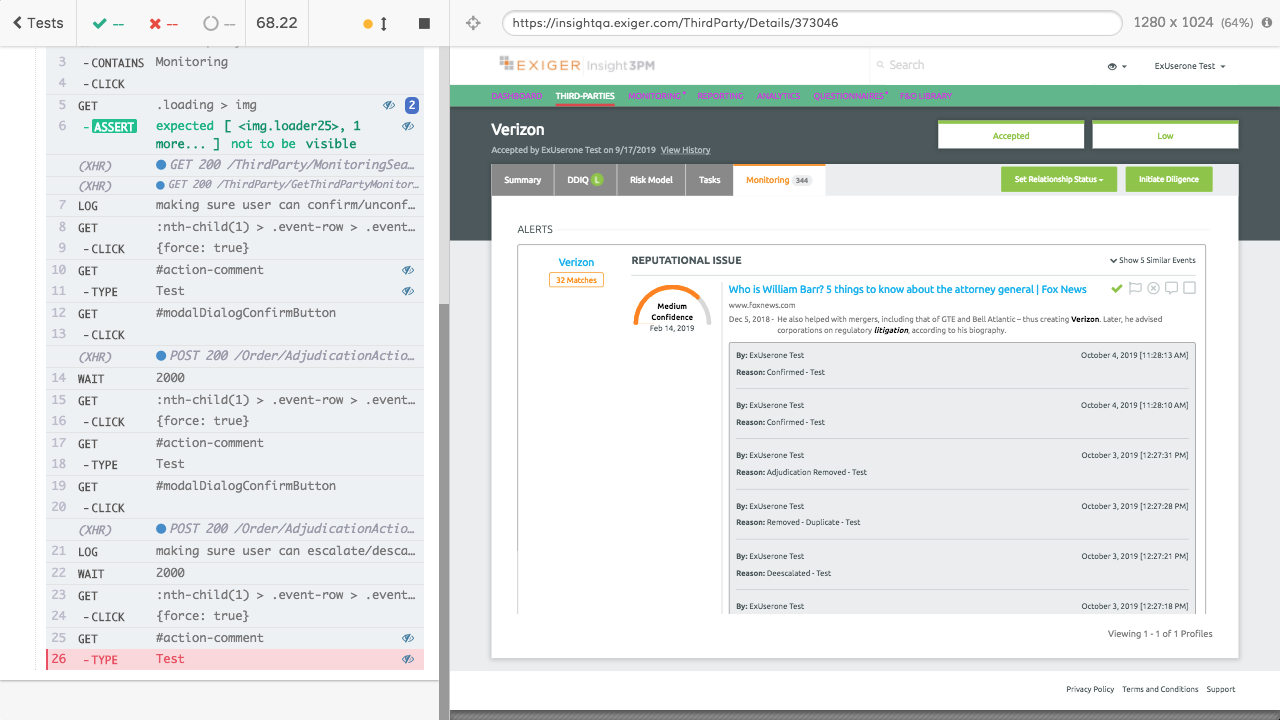 Tests
--
--
--
68.22
https://insightqa.exiger.com/ThirdParty/Details/373046
1280 x 1024 (64%)
3 -CONTAINS Monitoring
4 -CLICK
5 GET .loading > img 2
6 -ASSERT expected [ <img.loader25>, 1
more... ] not to be visible
(XHR) GET 200 /ThirdParty/MonitoringSea...
(XHR) GET 200 /ThirdParty/GetThirdPartyMonitor...
7 LOG making sure user can confirm/unconf...
8 GET :nth-child(1) > .event-row > .event...
9 -CLICK {force: true}
10 GET #action-comment
11 -TYPE Test
12 GET #modalDialogConfirmButton
13 -CLICK
(XHR) POST 200 /Order/AdjudicationActio...
14 WAIT 2000
15 GET :nth-child(1) > .event-row > .event...
16 -CLICK {force: true}
17 GET #action-comment
18 -TYPE Test
19 GET #modalDialogConfirmButton
20 -CLICK
(XHR) POST 200 /Order/AdjudicationActio...
21 LOG making sure user can escalate/desca...
22 WAIT 2000
23 GET :nth-child(1) > .event-row > .event...
24 -CLICK {force: true}
25 GET #action-comment
26 -TYPE Test
EXIGER Insight 3PM
Search
ExUserone Test
DASHBOARD THIRD-PARTIES MONITORING REPORTING ANALYTICS QUESTIONNAIRES F&O LIBRARY
Verizon
Accepted by ExUserone Test on 9/17/2019 View History
Accepted
Low
Summary DDIQ L Risk Model Tasks Monitoring 344
Set Relationship Status
Initiate Diligence
ALERTS
Verizon
32 Matches
REPUTATIONAL ISSUE
Show 5 Similar Events
Medium
Confidence
Feb 14, 2019
Who is William Barr? 5 things to know about the attorney general | Fox News
www.foxnews.com
Dec 5, 2018 - He also helped with mergers, including that of GTE and Bell Atlantic – thus creating Verizon. Later, he advised
corporations on regulatory litigation, according to his biography.
By: ExUserone Test October 4, 2019 [11:28:13 AM]
Reason: Confirmed - Test
By: ExUserone Test October 4, 2019 [11:28:10 AM]
Reason: Confirmed - Test
By: ExUserone Test October 3, 2019 [12:27:31 PM]
Reason: Adjudication Removed - Test
By: ExUserone Test October 3, 2019 [12:27:28 PM]
Reason: Removed - Duplicate - Test
By: ExUserone Test October 3, 2019 [12:27:21 PM]
Reason: Deescalated - Test
By: ExUserone Test October 3, 2019 [12:27:18 PM]
Viewing 1 - 1 of 1 Profiles
Privacy Policy Terms and Conditions Support